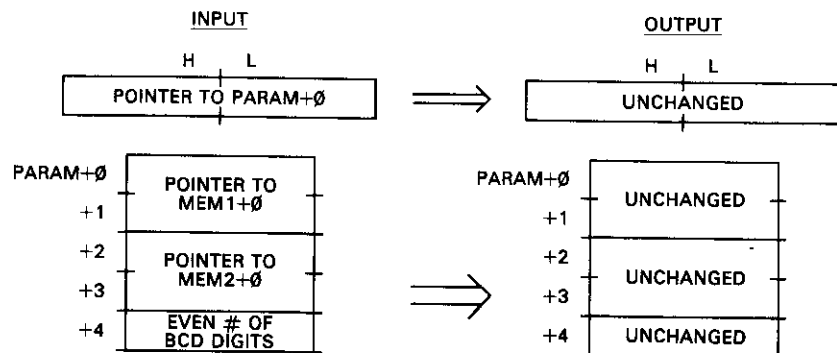 INPUT
OUTPUT
H L
H L
POINTER TO PARAM+Ø
UNCHANGED
PARAM+Ø
+1
+2
+3
+4
POINTER TO
MEM1+Ø
POINTER TO
MEM2+Ø
EVEN # OF
BCD DIGITS
PARAM+Ø
+1
+2
+3
+4
UNCHANGED
UNCHANGED
UNCHANGED